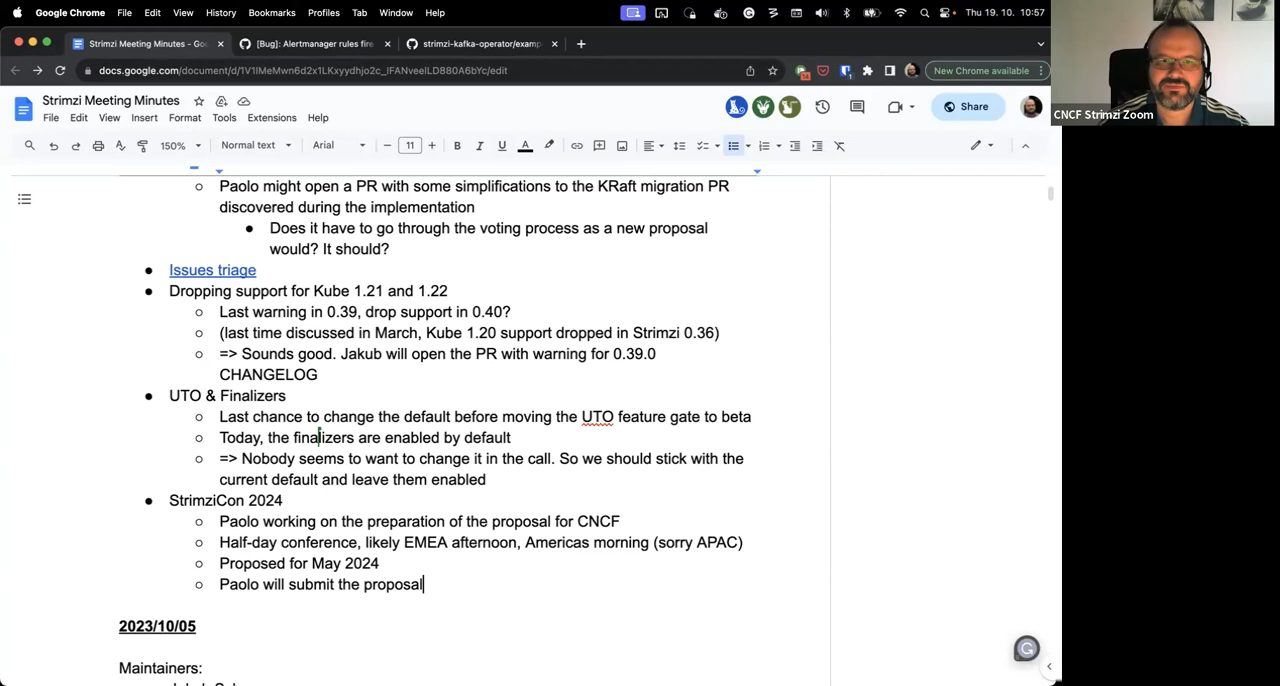 Google Chrome File Edit View History Bookmarks Profiles Tab Window Help Thu 19. 10. 10:57
Strimzi Meeting Minutes - Goo [Bug]: Alertmanager rules fire strimzi-kafka-operator/examp
docs.google.com/document/d/1V1lMeMwn6d2x1LKxyydhjo2c_lFANveelLD880A6bYc/edit New Chrome available
Strimzi Meeting Minutes
File Edit View Insert Format Tools Extensions Help
Share
CNCF Strimzi Zoom
150% Normal text Arial 11
Paolo might open a PR with some simplifications to the KRaft migration PR
discovered during the implementation
Does it have to go through the voting process as a new proposal
would? It should?
Issues triage
Dropping support for Kube 1.21 and 1.22
Last warning in 0.39, drop support in 0.40?
(last time discussed in March, Kube 1.20 support dropped in Strimzi 0.36)
=> Sounds good. Jakub will open the PR with warning for 0.39.0
CHANGELOG
UTO & Finalizers
Last chance to change the default before moving the UTO feature gate to beta
Today, the finalizers are enabled by default
=> Nobody seems to want to change it in the call. So we should stick with the
current default and leave them enabled
StrimziCon 2024
Paolo working on the preparation of the proposal for CNCF
Half-day conference, likely EMEA afternoon, Americas morning (sorry APAC)
Proposed for May 2024
Paolo will submit the proposal
2023/10/05
Maintainers: